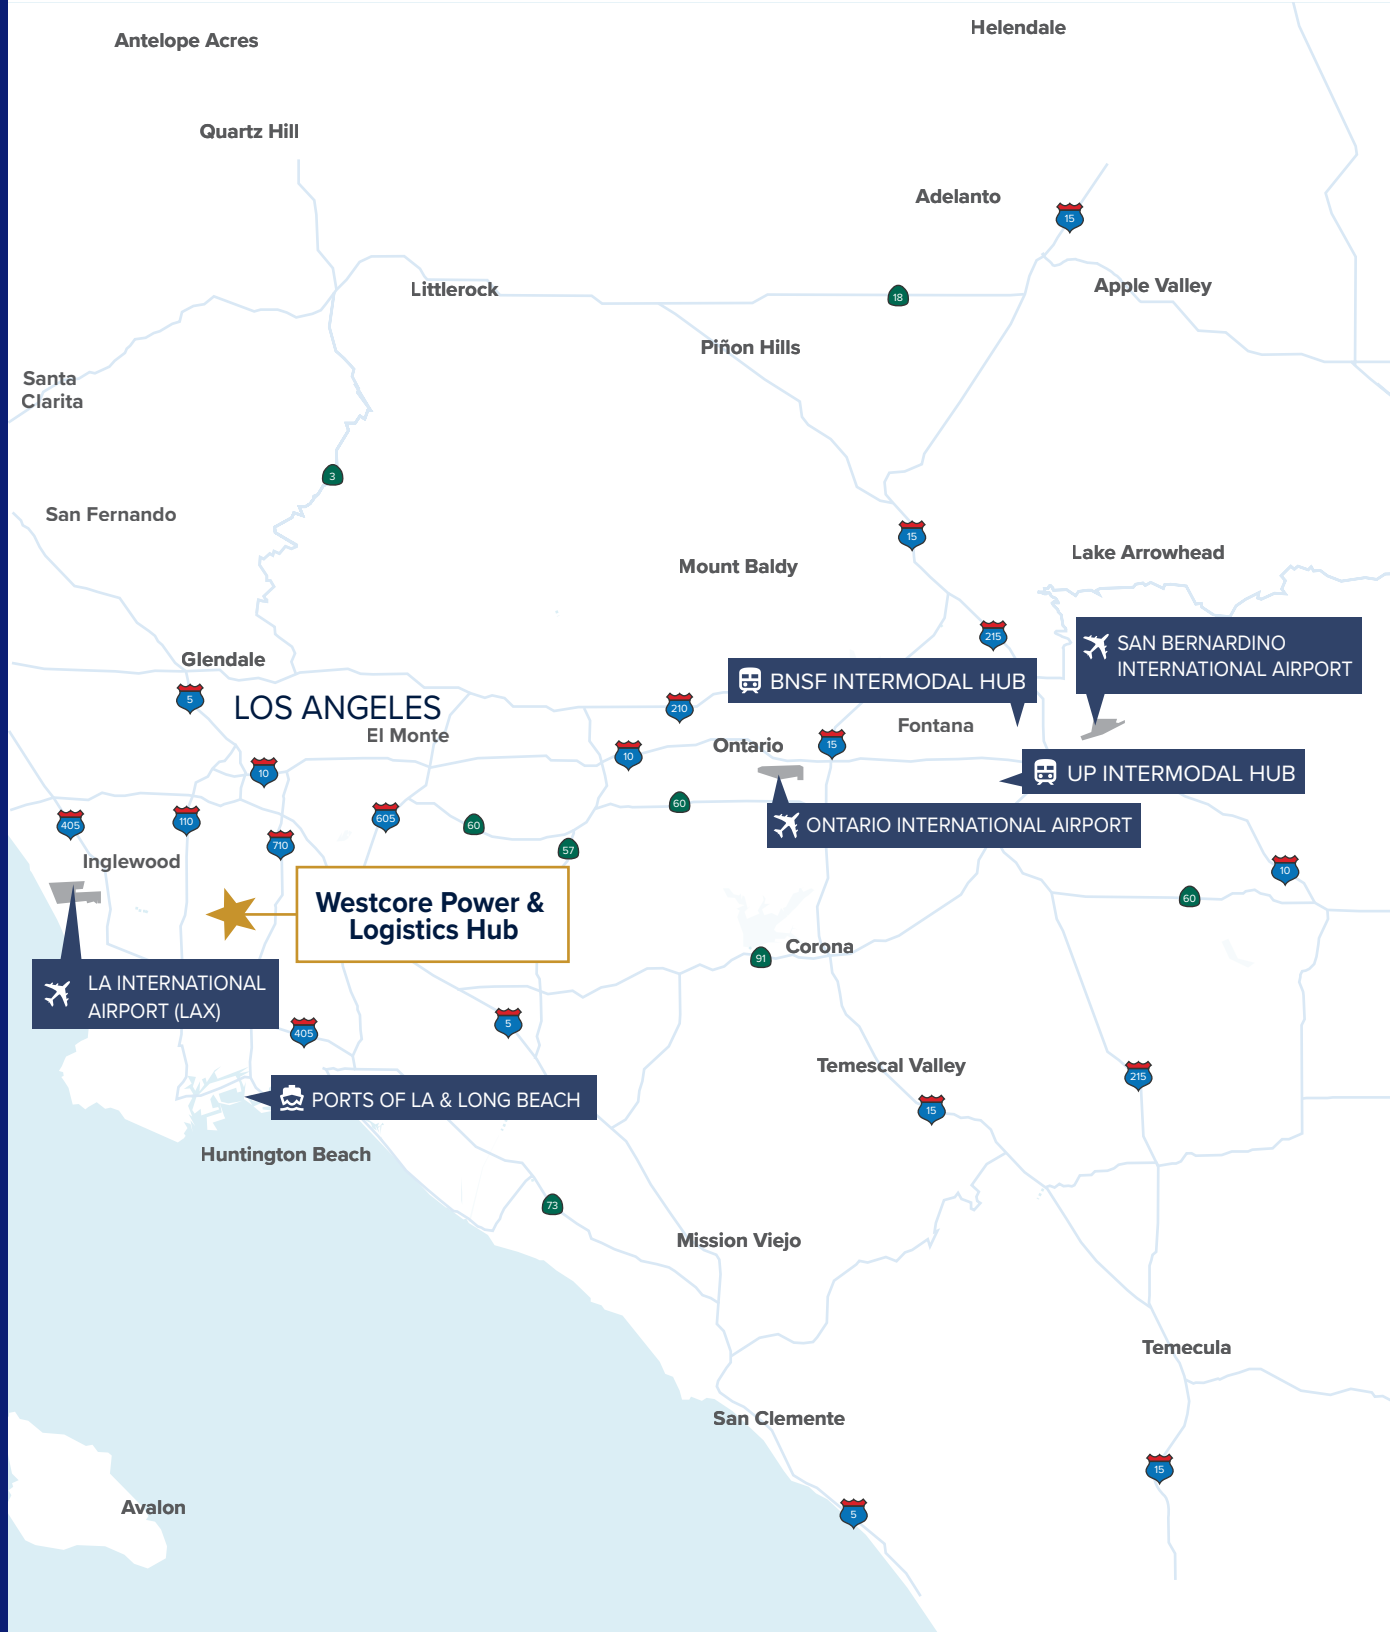 Helendale
Antelope Acres
Quartz Hill
Adelanto
15
Apple Valley
Littlerock
18
Piñon Hills
Santa
Clarita
3
San Fernando
15
Lake Arrowhead
Mount Baldy
215
SAN BERNARDINO
INTERNATIONAL AIRPORT
Glendale
BNSF INTERMODAL HUB
5
LOS ANGELES
210
El Monte
Fontana
Ontario
15
10
10
UP INTERMODAL HUB
60
405
110
605
60
ONTARIO INTERNATIONAL AIRPORT
710
57
Inglewood
10
60
Westcore Power &
Logistics Hub
Corona
91
LA INTERNATIONAL
AIRPORT (LAX)
405
5
Temescal Valley
215
PORTS OF LA & LONG BEACH
15
Huntington Beach
73
Mission Viejo
Temecula
San Clemente
15
Avalon
5